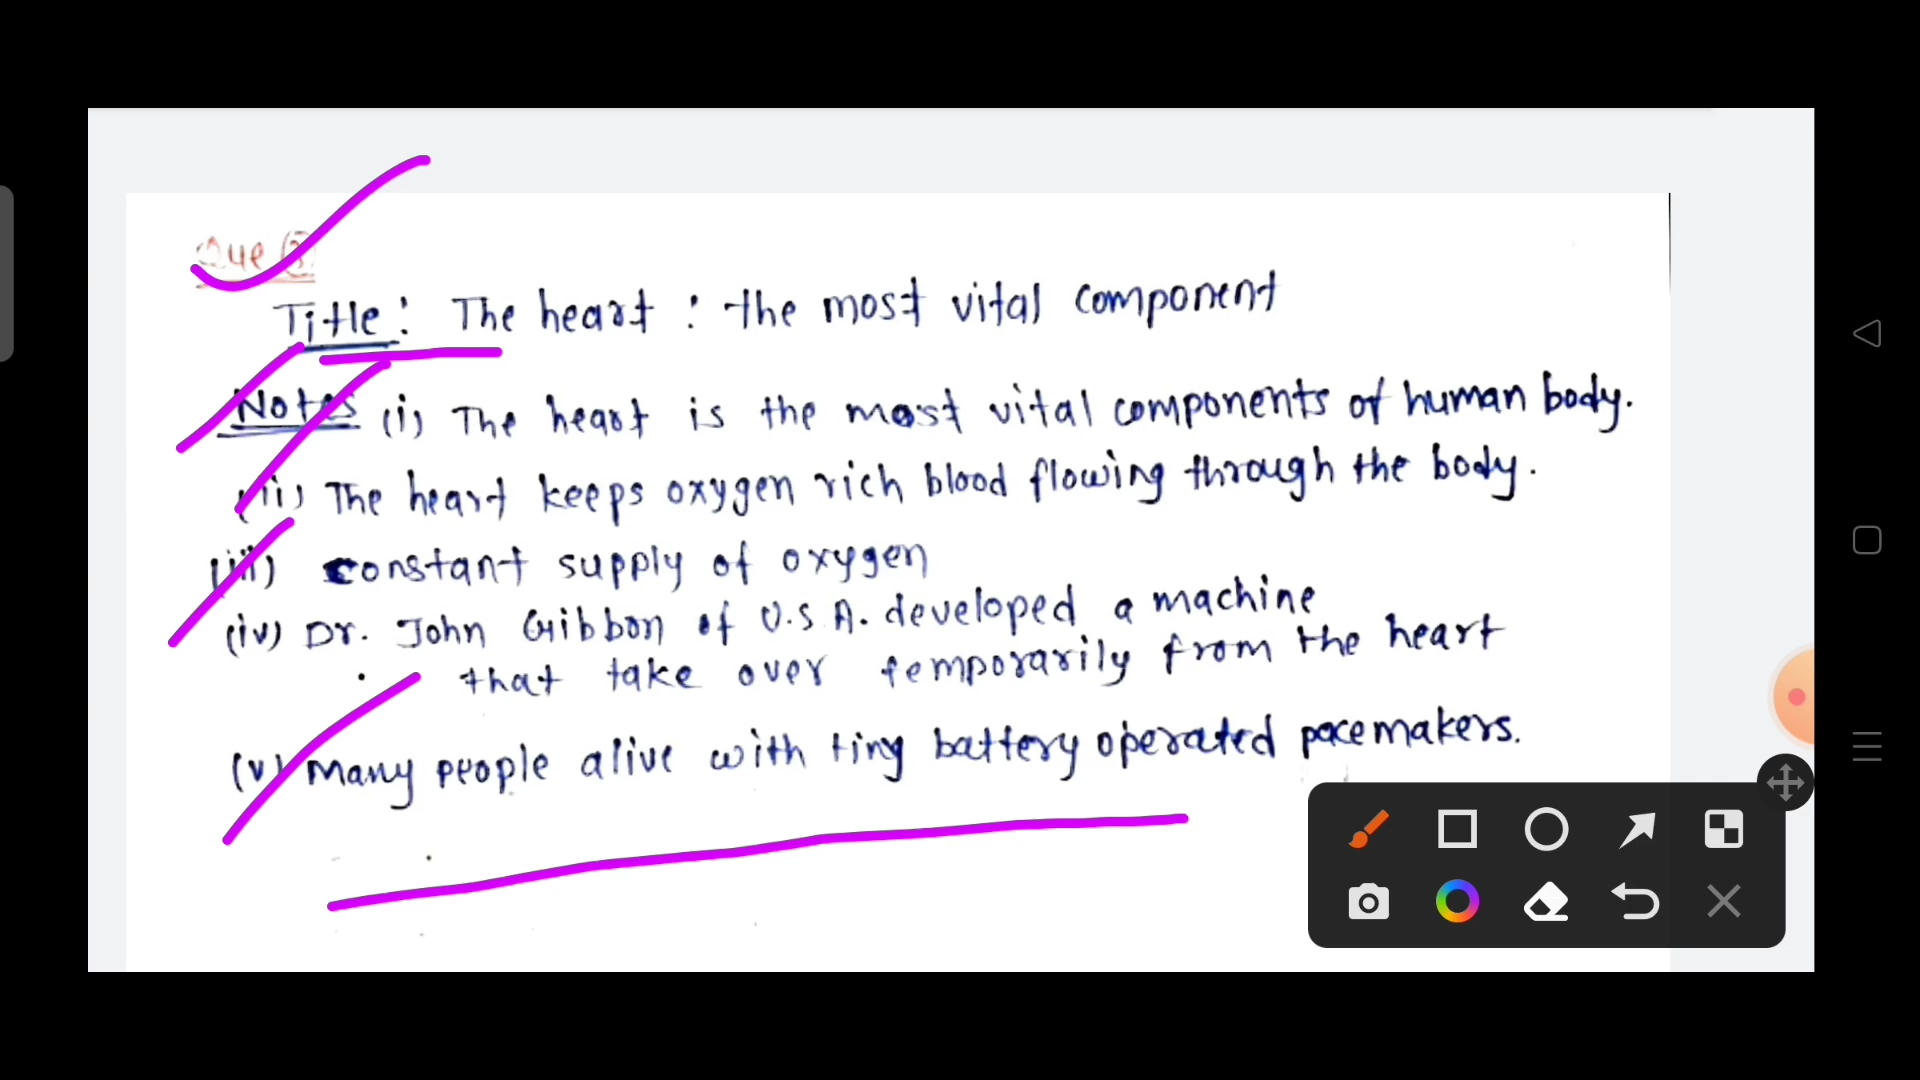 Que (3)
Title : The heart : the most vital component
Notes (i) The heart is the most vital components of human body.
(ii) The heart keeps oxygen rich blood flowing through the body.
(iii) constant supply of oxygen
(iv) Dr. John Gibbon of U.S A. developed a machine
that take over temporarily from the heart
(v) Many people alive with tiny battery operated pacemakers.